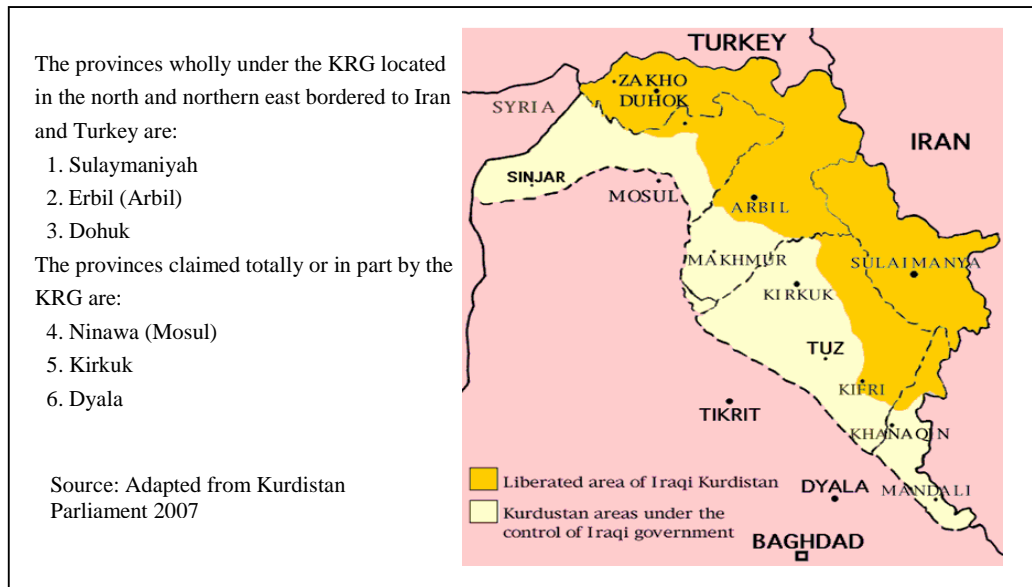 The provinces wholly under the KRG located
in the north and northern east bordered to Iran
and Turkey are:
1. Sulaymaniyah
2. Erbil (Arbil)
3. Dohuk
The provinces claimed totally or in part by the
KRG are:
4. Ninawa (Mosul)
5. Kirkuk
6. Dyala
Source: Adapted from Kurdistan
Parliament 2007
TURKEY
ZAKHO
DUHOK
SYRIA
IRAN
SINJAR
MOSUL
ARBIL
MAKHMUR
SULAIMANYA
KIRKUK
TUZ
KIFRI
TIKRIT
KHANAQIN
Liberated area of Iraqi Kurdistan
DYALA
MANDALI
Kurdustan areas under the
control of Iraqi government
BAGHDAD